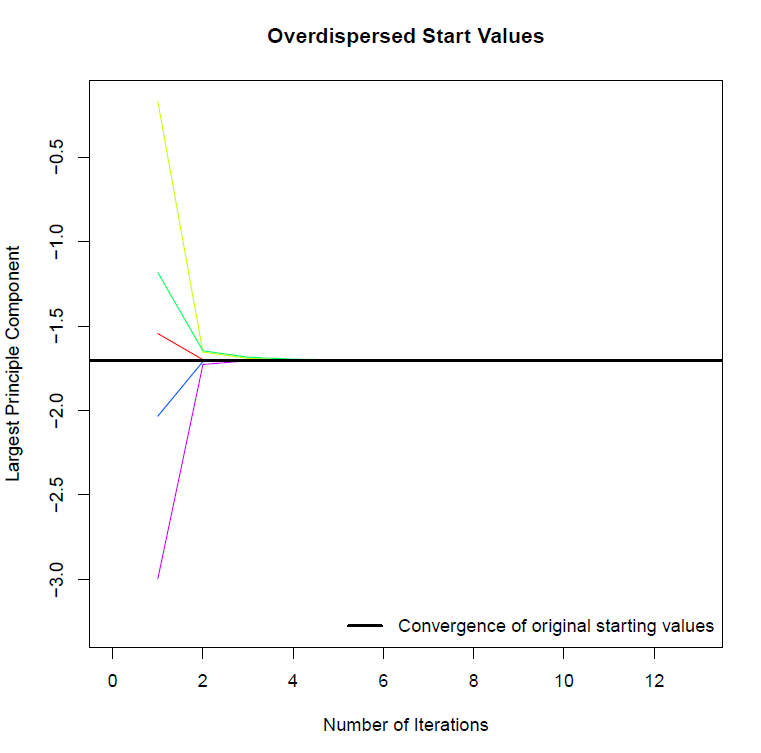 Overdispersed Start Values
Largest Principle Component
−0.5
−1.0
−1.5
−2.0
−2.5
−3.0
Convergence of original starting values
0 2 4 6 8 10 12
Number of Iterations